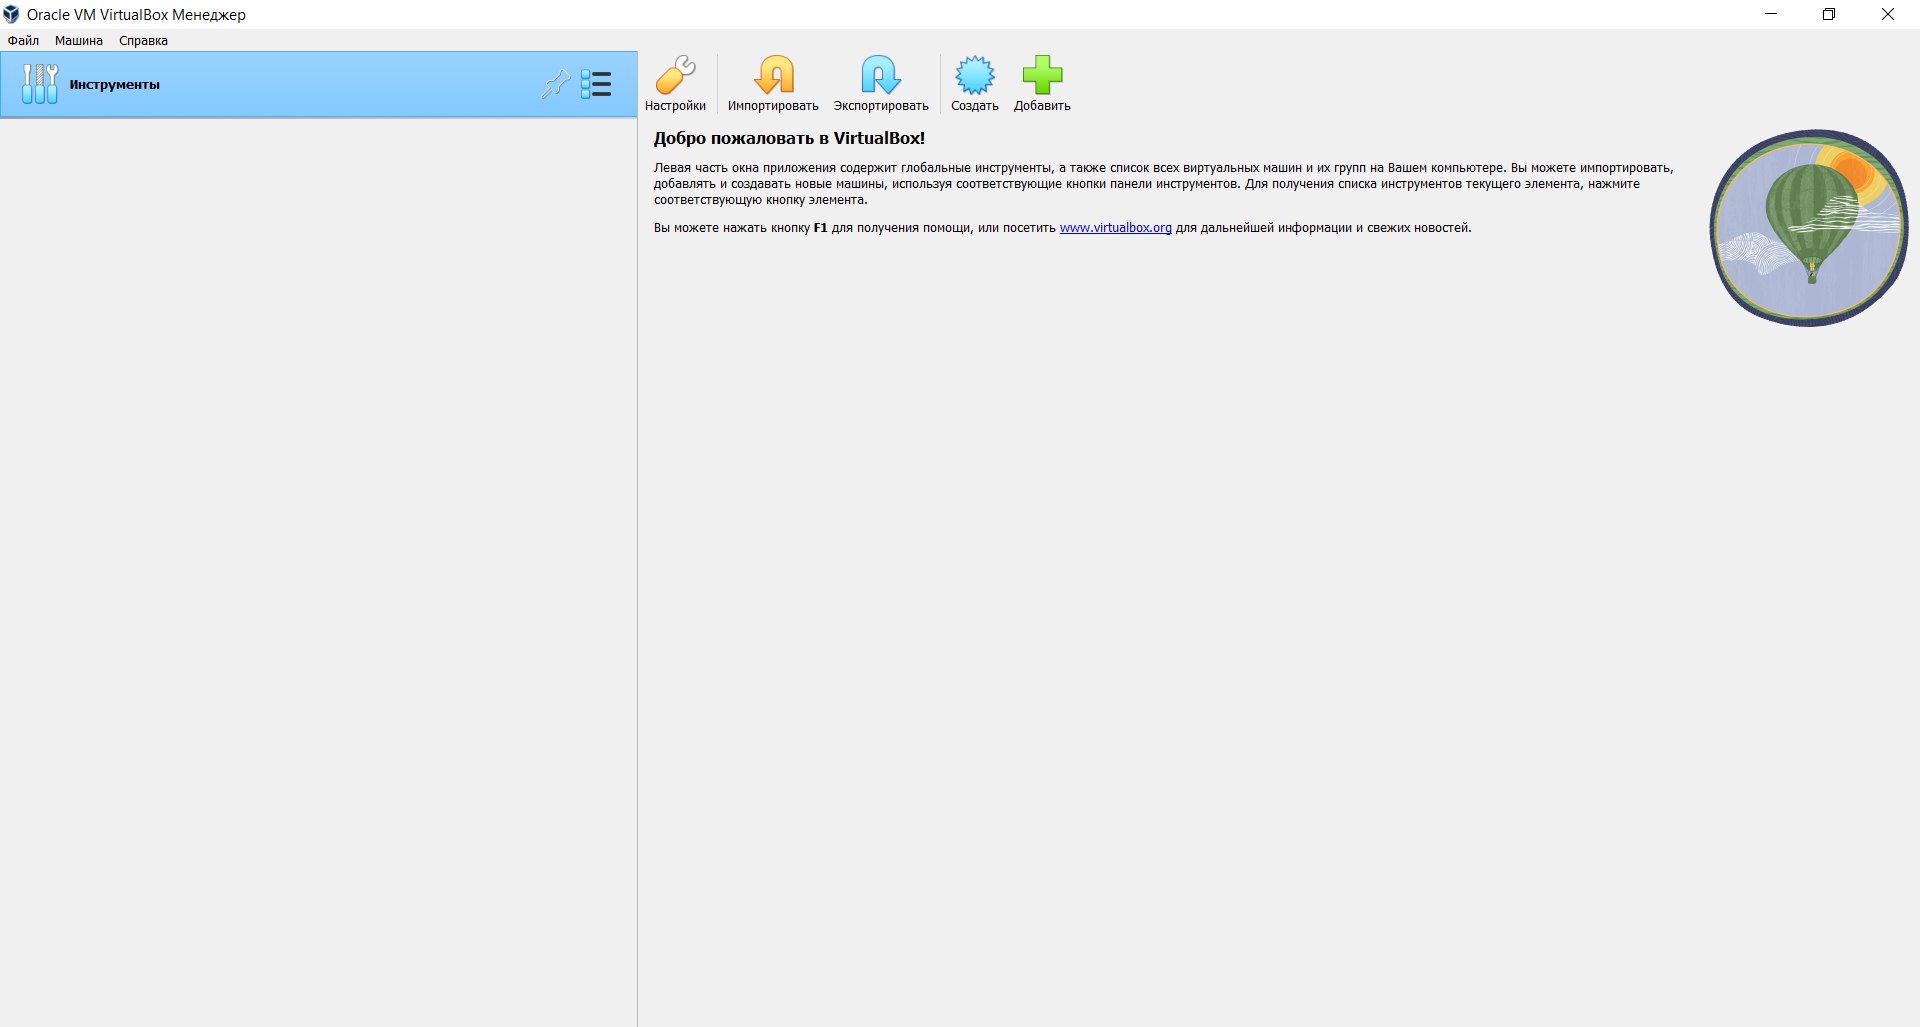 Oracle VM VirtualBox Менеджер
Файл Машина Справка
Инструменты
Настройки Импортировать Экспортировать Создать Добавить
Добро пожаловать в VirtualBox!
Левая часть окна приложения содержит глобальные инструменты, а также список всех виртуальных машин и их групп на Вашем компьютере. Вы можете импортировать,
добавлять и создавать новые машины, используя соответствующие кнопки панели инструментов. Для получения списка инструментов текущего элемента, нажмите
соответствующую кнопку элемента.
Вы можете нажать кнопку F1 для получения помощи, или посетить www.virtualbox.org для дальнейшей информации и свежих новостей.